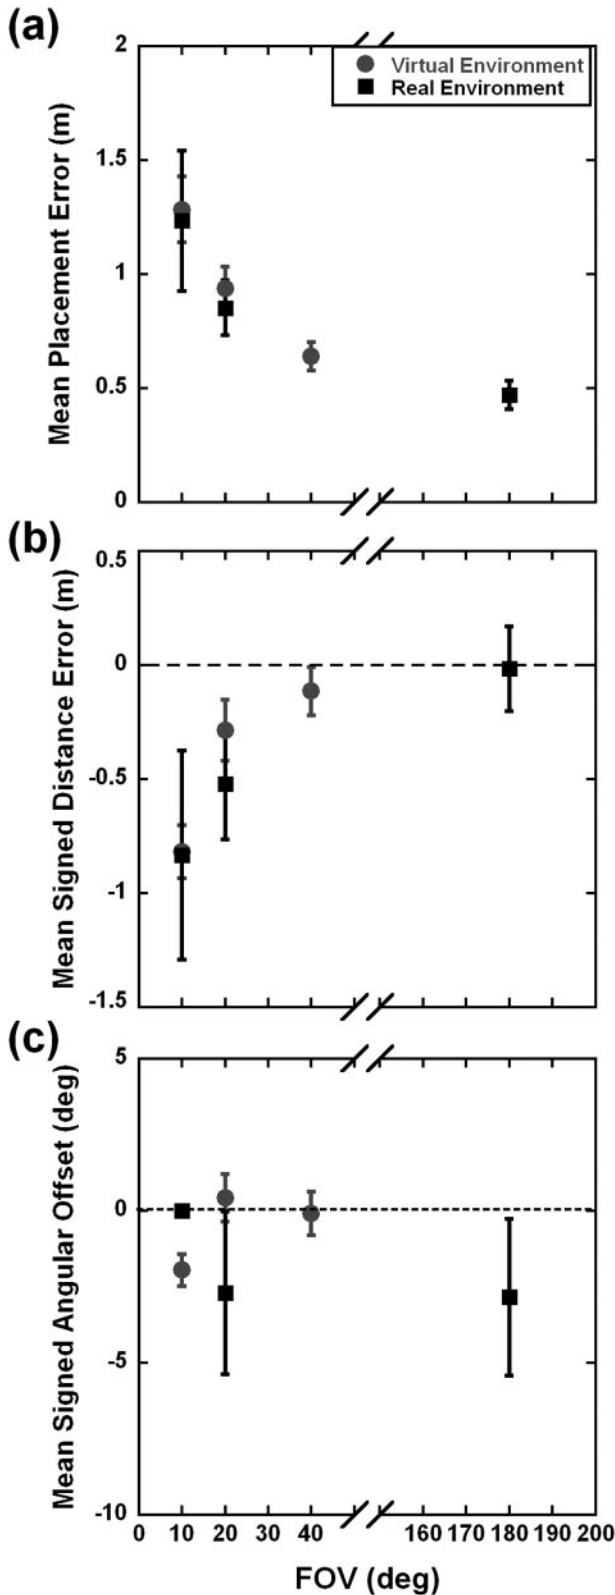 (a)
Mean Placement Error (m)
2
1.5
1
0.5
0
Virtual Environment
Real Environment
(b)
Mean Signed Distance Error (m)
0.5
0
-0.5
-1
-1.5
(c)
Mean Signed Angular Offset (deg)
5
0
-5
-10
0 10 20 30 40 160 170 180 190 200
FOV (deg)